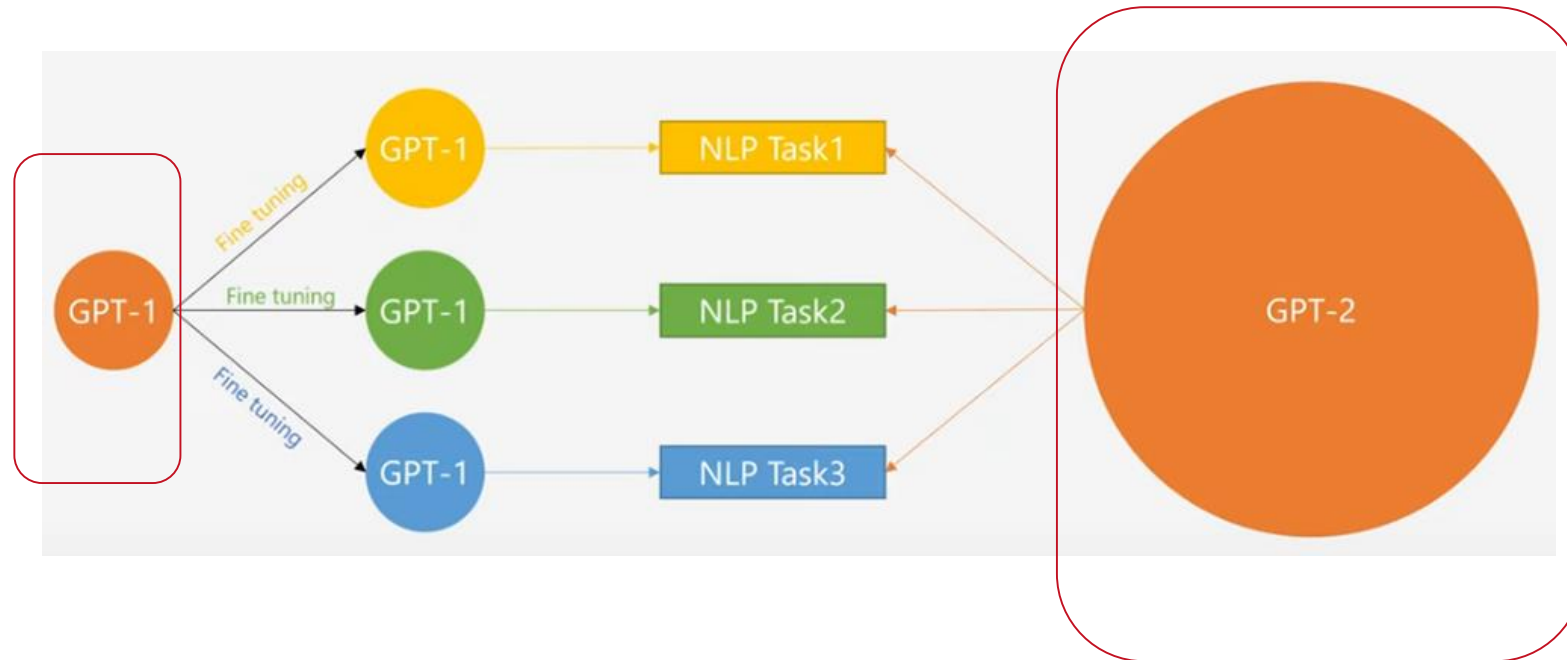 GPT-1
NLP Task1
Fine tuning
GPT-1
Fine tuning
GPT-1
NLP Task2
GPT-2
Fine tuning
GPT-1
NLP Task3